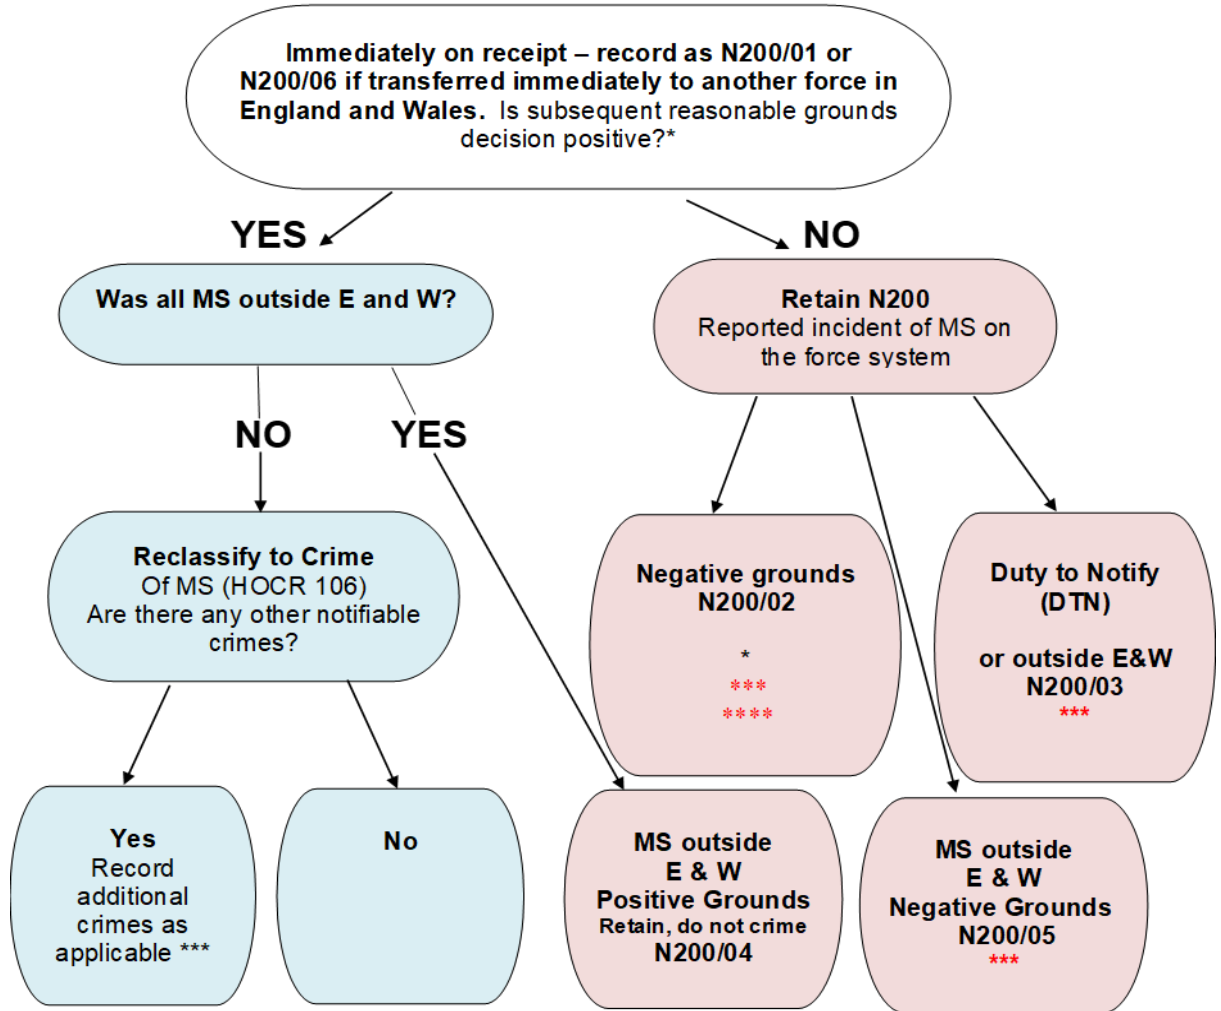 Immediately on receipt – record as N200/01 or
N200/06 if transferred immediately to another force in
England and Wales. Is subsequent reasonable grounds
decision positive?*
YES
NO
Was all MS outside E and W?
Retain N200
Reported incident of MS on
the force system
NO
YES
Reclassify to Crime
Of MS (HOCR 106)
Are there any other notifiable
crimes?
Negative grounds
N200/02
*
***
****
Duty to Notify
(DTN)
or outside E&W
N200/03
***
Yes
Record
additional
crimes as
applicable ***
No
MS outside
E & W
Positive Grounds
Retain, do not crime
N200/04
MS outside
E & W
Negative Grounds
N200/05
***